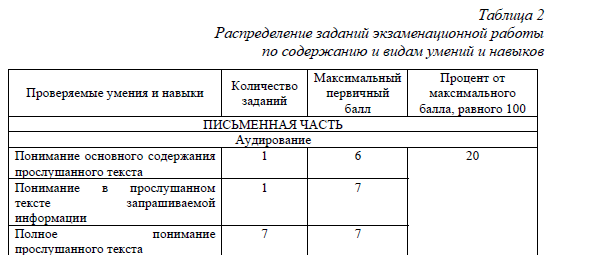 Таблица 2
Распределение заданий экзаменационной работы
по содержанию и видам умений и навыков
Проверяемые умения и навыки
Количество
заданий
Максимальный
первичный
балл
Процент от
максимального
балла, равного 100
ПИСЬМЕННАЯ ЧАСТЬ
Аудирование
Понимание основного содержания
прослушанного текста
1
6
20
Понимание в прослушанном
тексте запрашиваемой
информации
1
7
Полное понимание
прослушанного текста
7
7